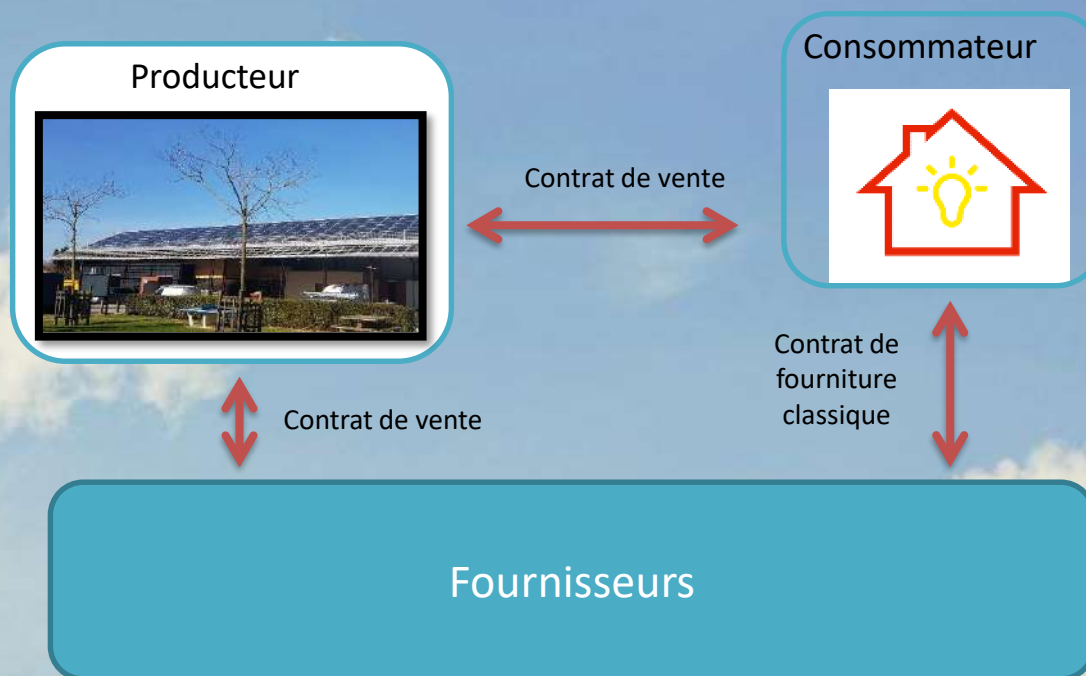 Producteur
Consommateur
Contrat de vente
Contrat de
fourniture
classique
Contrat de vente
Fournisseurs